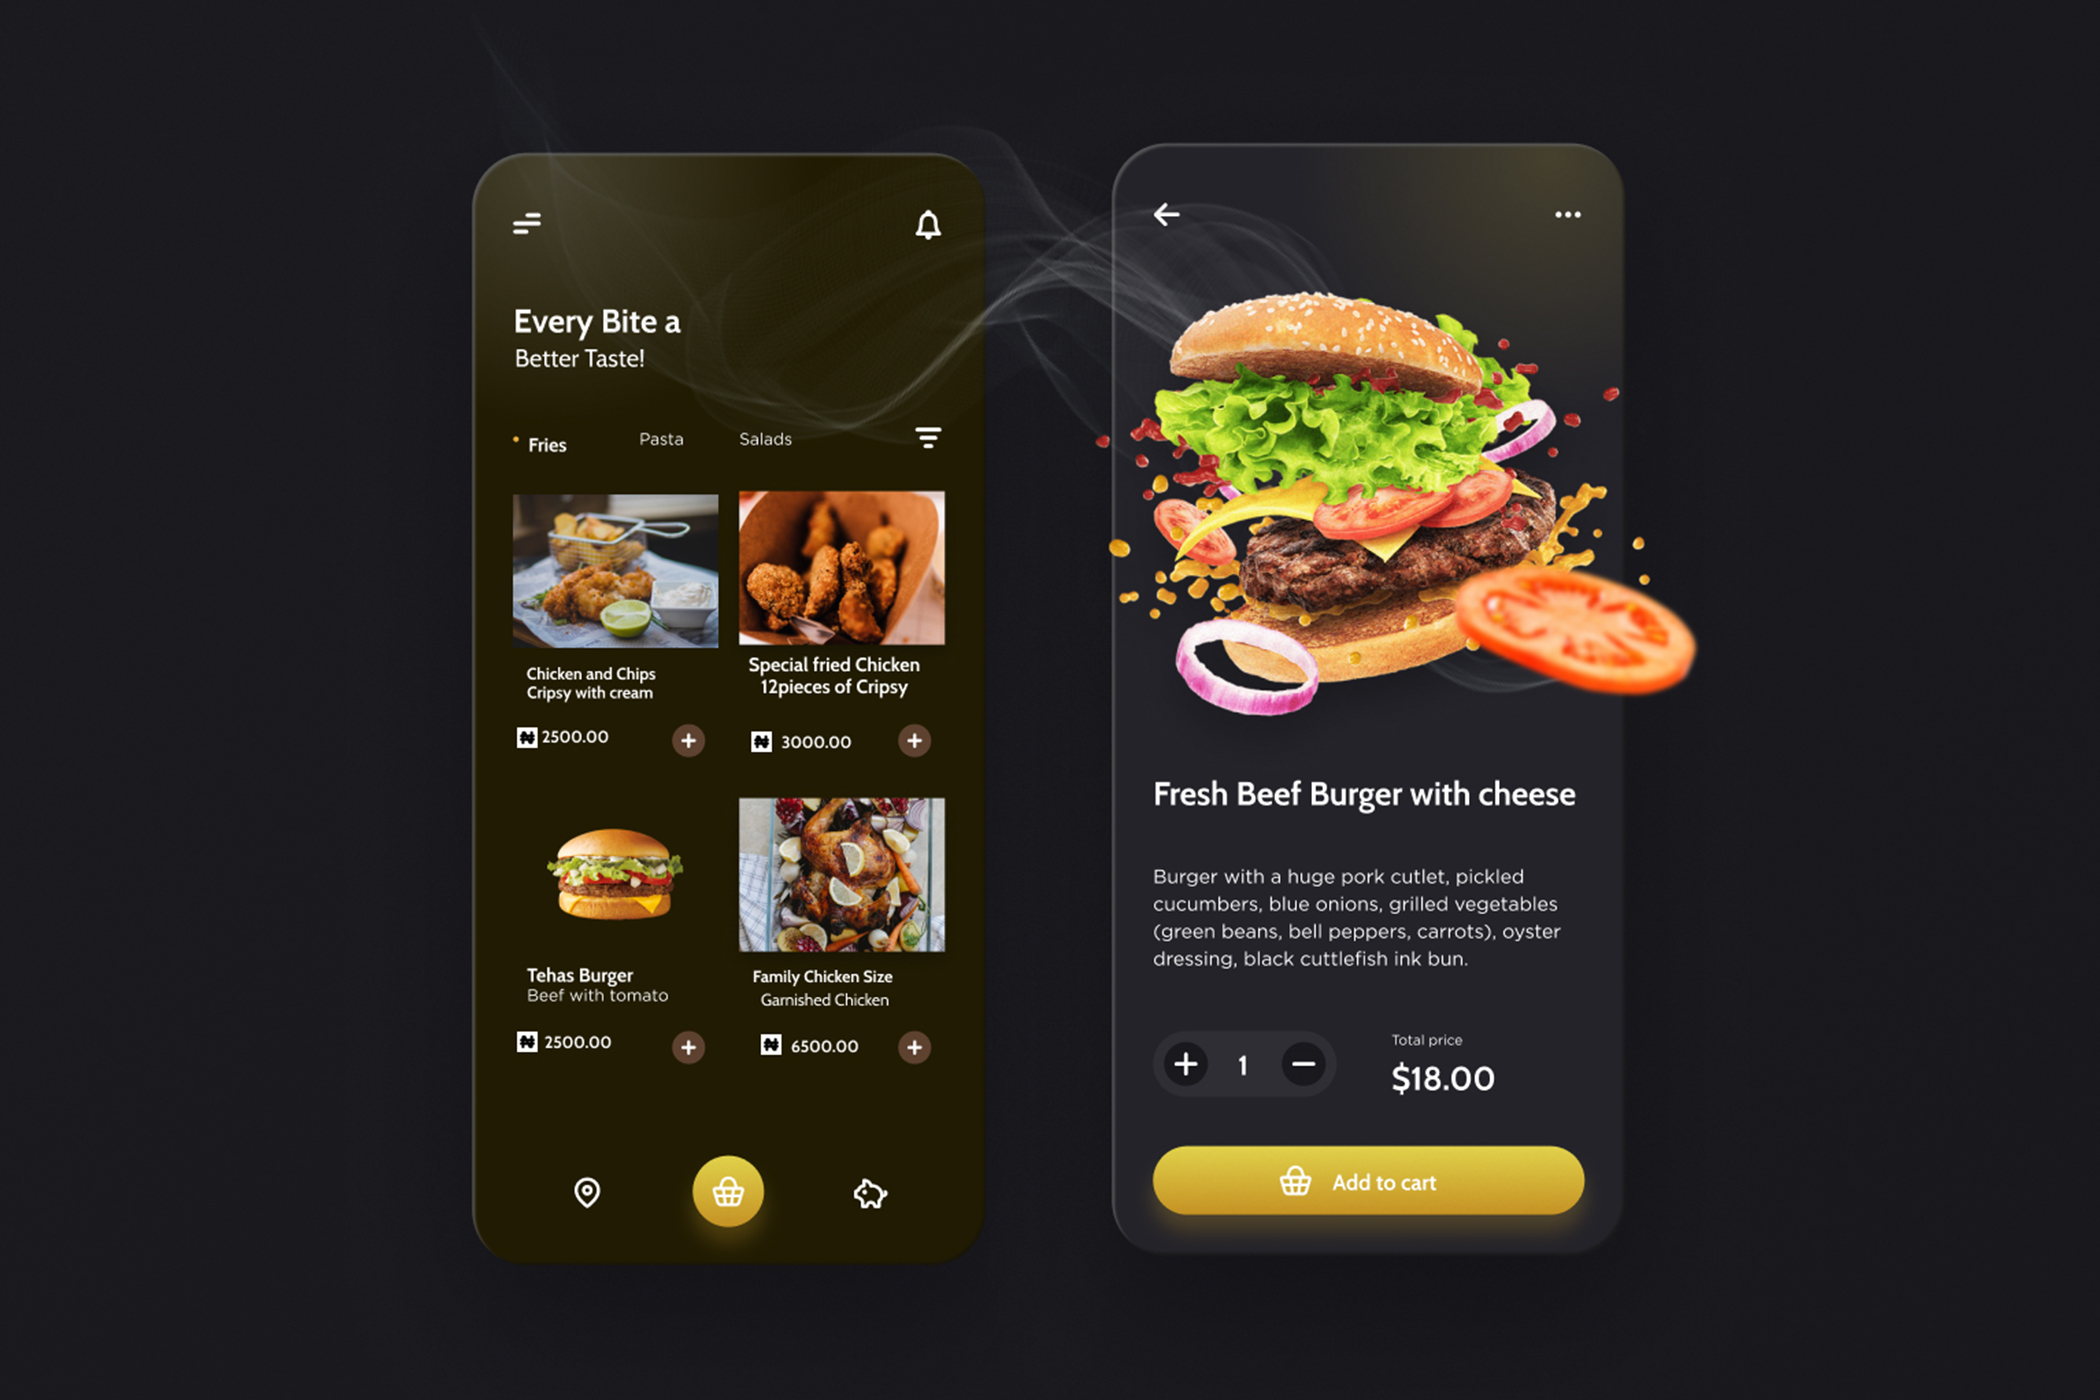 Every Bite a
Better Taste!
Fries
Pasta
Salads
Chicken and Chips
Cripsy with cream
₦ 2500.00
Special fried Chicken
12pieces of Cripsy
₦ 3000.00
Tehas Burger
Beef with tomato
₦ 2500.00
Family Chicken Size
Garnished Chicken
₦ 6500.00
Fresh Beef Burger with cheese
Burger with a huge pork cutlet, pickled
cucumbers, blue onions, grilled vegetables
(green beans, bell peppers, carrots), oyster
dressing, black cuttlefish ink bun.
1
Total price
$18.00
Add to cart